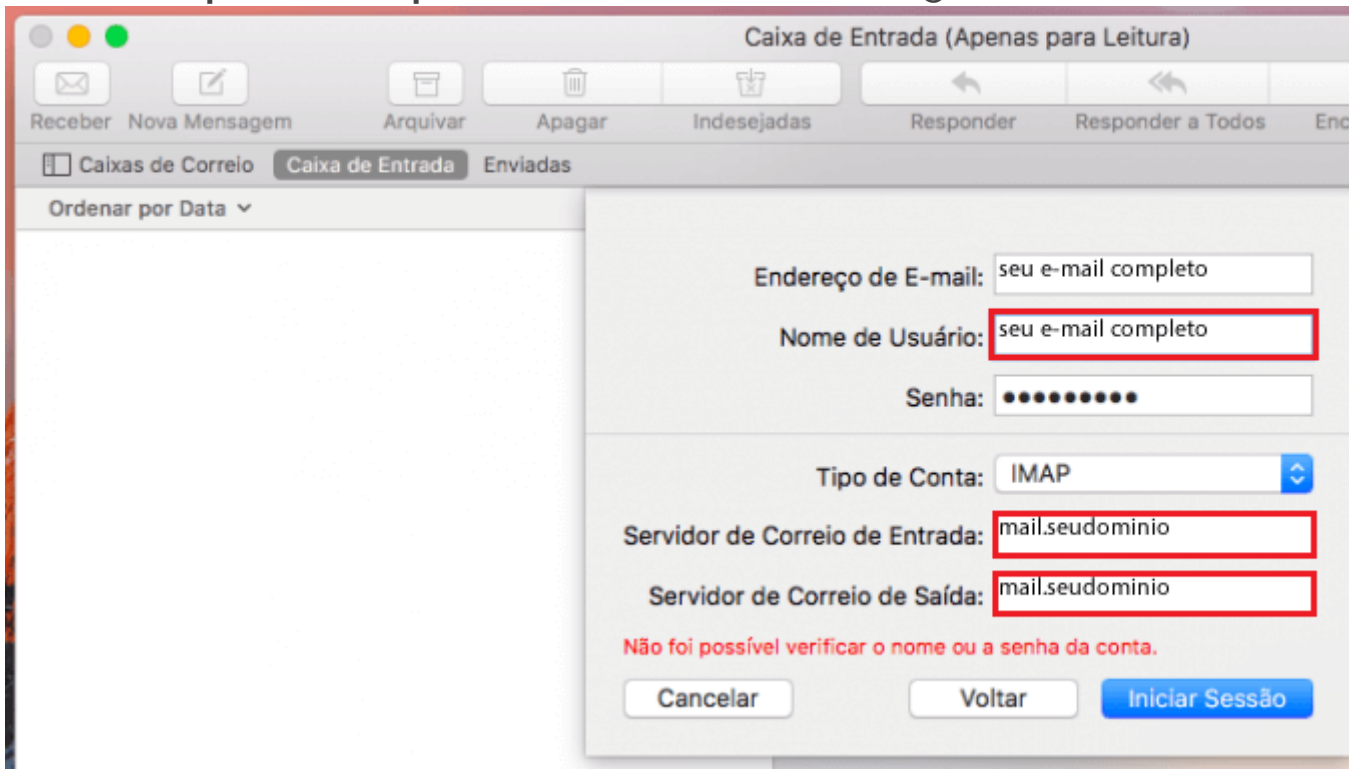 Caixa de Entrada (Apenas para Leitura)
Receber Nova Mensagem Arquivar Apagar Indesejadas Responder Responder a Todos Enc
Caixas de Correio Caixa de Entrada Enviadas
Ordenar por Data
Endereço de E-mail: seu e-mail completo
Nome de Usuário: seu e-mail completo
Senha: •••••••••
Tipo de Conta: IMAP
Servidor de Correio de Entrada: mail.seudominio
Servidor de Correio de Saída: mail.seudominio
Não foi possível verificar o nome ou a senha da conta.
Cancelar Voltar Iniciar Sessão